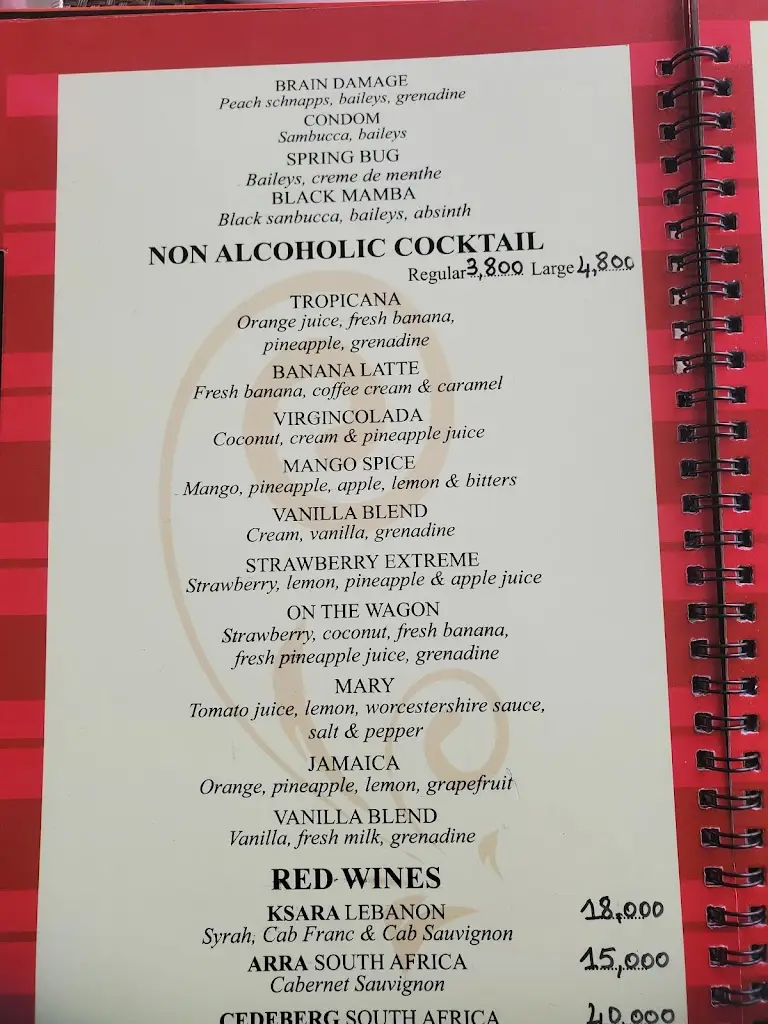 BRAIN DAMAGE
Peach schnapps, baileys, grenadine
CONDOM
Sambucca, baileys
SPRING BUG
Baileys, creme de menthe
BLACK MAMBA
Black sanbucca, baileys, absinth
NON ALCOHOLIC COCKTAIL
Regular 3,800 Large 4,800
TROPICANA
Orange juice, fresh banana,
pineapple, grenadine
BANANA LATTE
Fresh banana, coffee cream & caramel
VIRGINCOLADA
Coconut, cream & pineapple juice
MANGO SPICE
Mango, pineapple, apple, lemon & bitters
VANILLA BLEND
Cream, vanilla, grenadine
STRAWBERRY EXTREME
Strawberry, lemon, pineapple & apple juice
ON THE WAGON
Strawberry, coconut, fresh banana,
fresh pineapple juice, grenadine
MARY
Tomato juice, lemon, worcestershire sauce,
salt & pepper
JAMAICA
Orange, pineapple, lemon, grapefruit
VANILLA BLEND
Vanilla, fresh milk, grenadine
RED WINES
KSARA LEBANON 18,000
Syrah, Cab Franc & Cab Sauvignon
ARRA SOUTH AFRICA 15,000
Cabernet Sauvignon
CEDEBERG SOUTH AFRICA 40,000